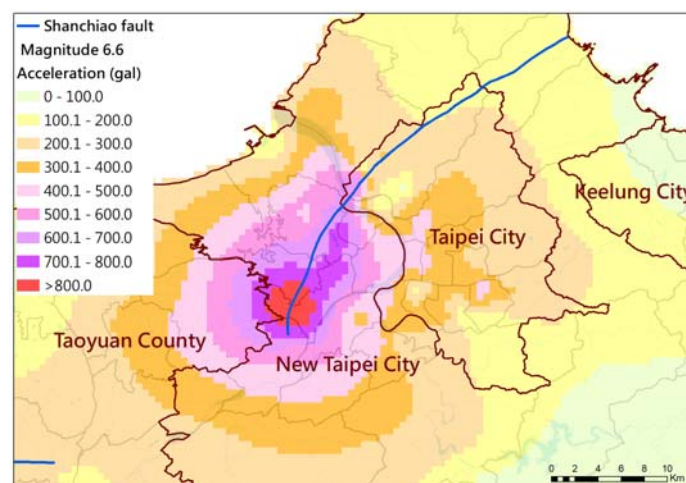 Shanchiao fault
Magnitude 6.6
Acceleration (gal)
0 - 100.0
100.1 - 200.0
200.1 - 300.0
300.1 - 400.0
400.1 - 500.0
500.1 - 600.0
600.1 - 700.0
700.1 - 800.0
>800.0
Keelung City
Taipei City
Taoyuan County
New Taipei City
0 2 4 6 8 10
Km